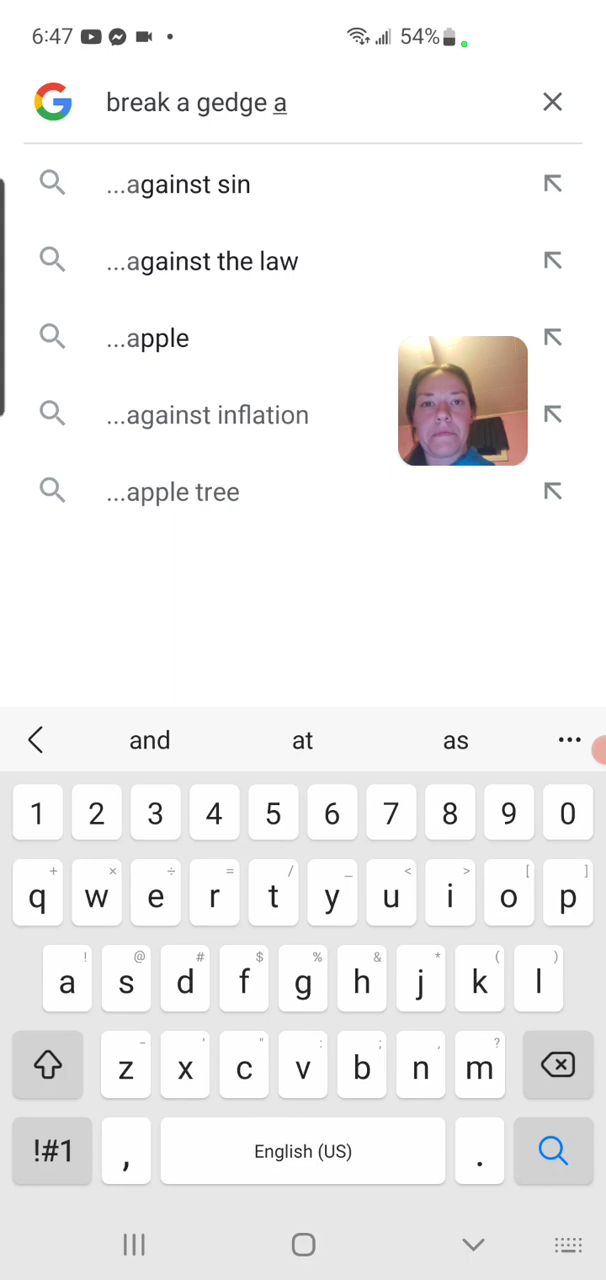 6:47 54%
break a gedge a
...against sin
...against the law
...apple
...against inflation
...apple tree
and at as
1 2 3 4 5 6 7 8 9 0
+ × ÷ = / _ < > [ ]
q w e r t y u i o p
! @ # $ % & * ( )
a s d f g h j k l
- ' " : ; , ?
z x c v b n m
!#1 , English (US) .